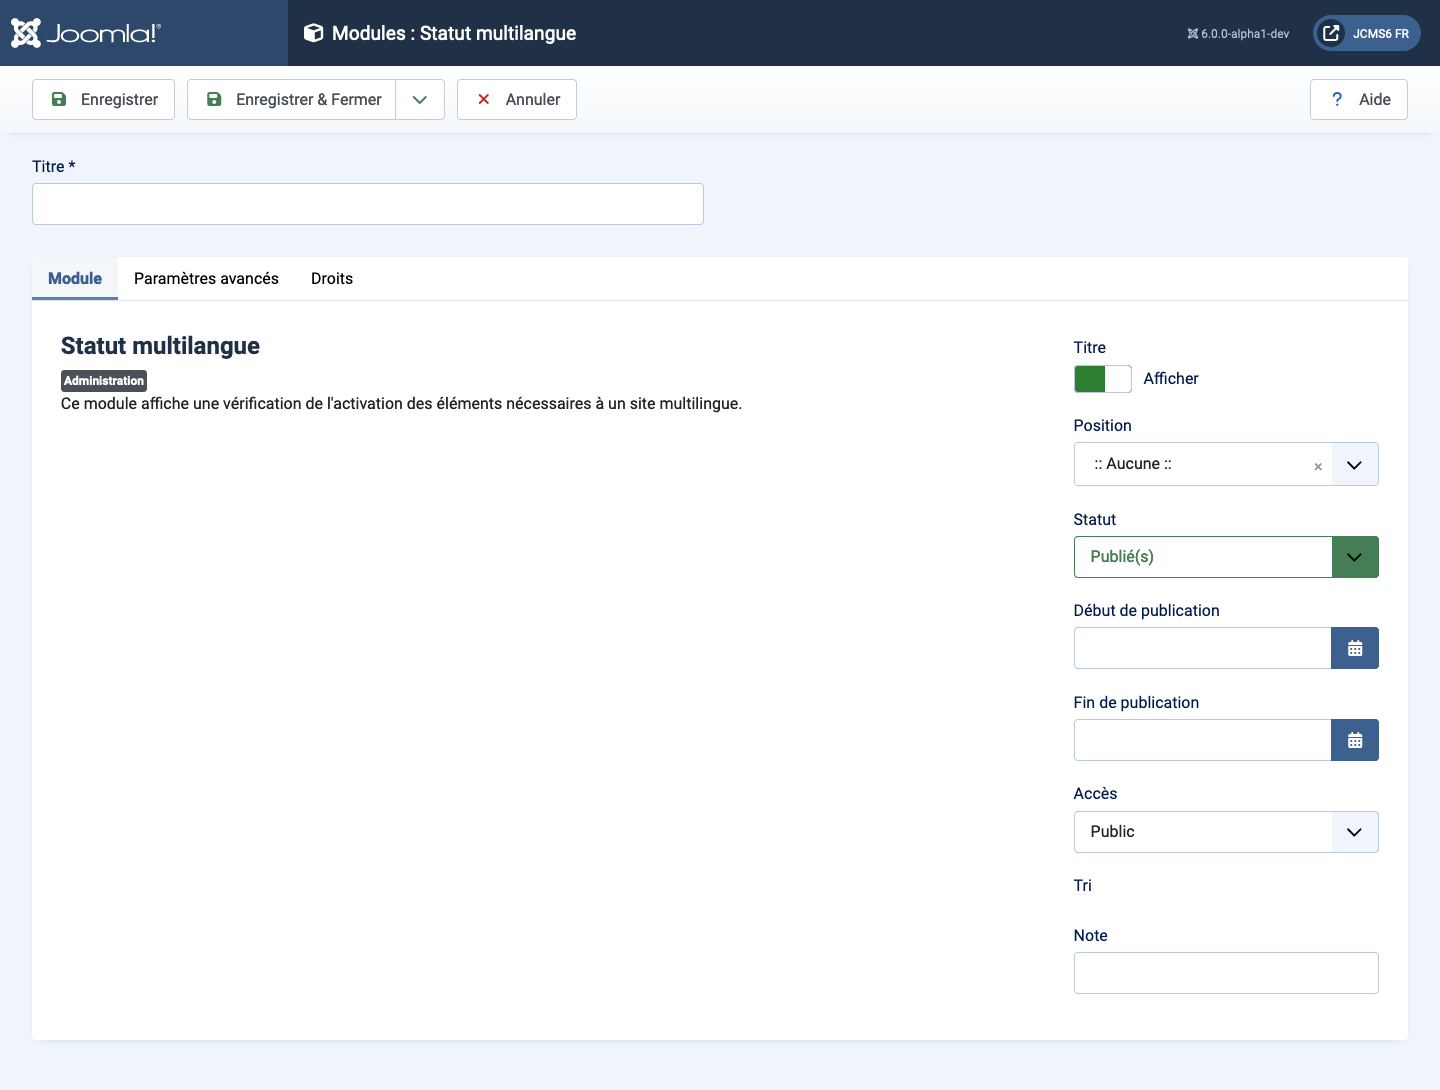 Joomla!®
Modules : Statut multilangue
6.0.0-alpha1-dev
JCMS6 FR
Enregistrer
Enregistrer & Fermer
Annuler
? Aide
Titre *
Module
Paramètres avancés
Droits
Statut multilangue
Administration
Ce module affiche une vérification de l'activation des éléments nécessaires à un site multilingue.
Titre
Afficher
Position
:: Aucune ::
Statut
Publié(s)
Début de publication
Fin de publication
Accès
Public
Tri
Note